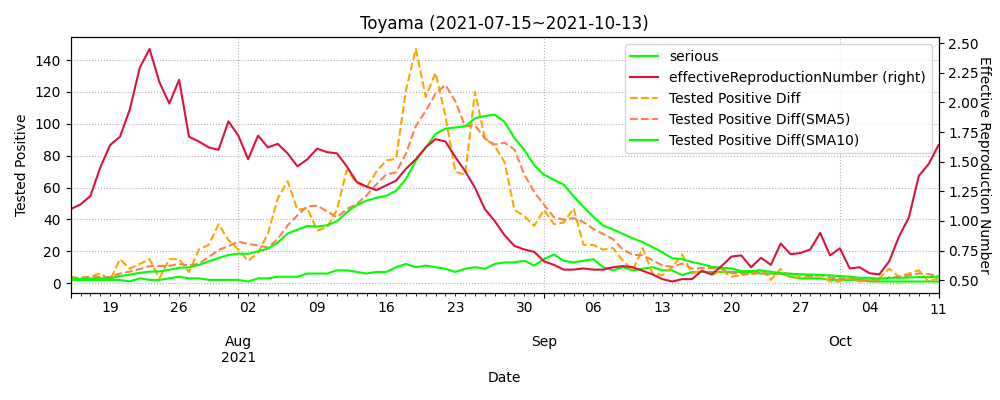 Toyama (2021-07-15~2021-10-13)
serious
effectiveReproductionNumber (right)
Tested Positive Diff
Tested Positive Diff(SMA5)
Tested Positive Diff(SMA10)
Tested Positive
140
120
100
80
60
40
20
0
2.50
2.25
2.00
1.75
1.50
1.25
1.00
0.75
0.50
Effective Reproduction Number
19 26 02 09 16 23 30 06 13 20 27 04 11
Aug Sep Oct
2021
Date